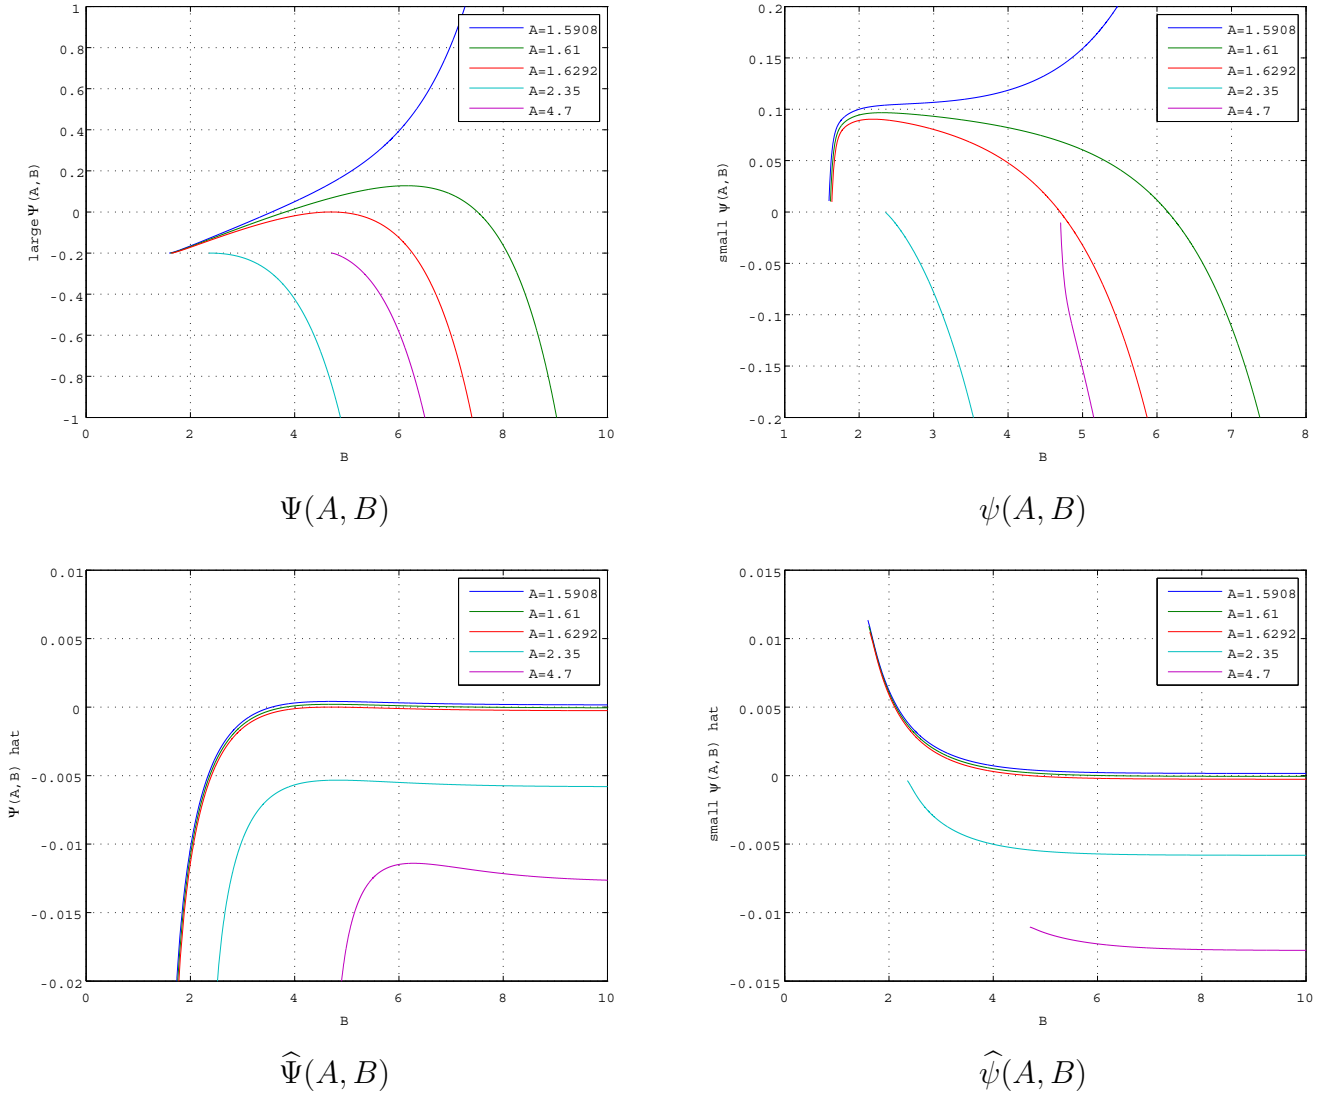 1
0.8
0.6
0.4
0.2
0
-0.2
-0.4
-0.6
-0.8
-1
0 2 4 6 8 10
B
large Ψ(A,B)
A=1.5908
A=1.61
A=1.6292
A=2.35
A=4.7
Ψ(A, B)
0.2
0.15
0.1
0.05
0
-0.05
-0.1
-0.15
-0.2
1 2 3 4 5 6 7 8
B
small ψ(A,B)
A=1.5908
A=1.61
A=1.6292
A=2.35
A=4.7
ψ(A, B)
0.01
0.005
0
-0.005
-0.01
-0.015
-0.02
0 2 4 6 8 10
B
Ψ(A,B) hat
A=1.5908
A=1.61
A=1.6292
A=2.35
A=4.7
Ψ̂(A, B)
0.015
0.01
0.005
0
-0.005
-0.01
-0.015
0 2 4 6 8 10
B
small ψ(A,B) hat
A=1.5908
A=1.61
A=1.6292
A=2.35
A=4.7
ψ̂(A, B)